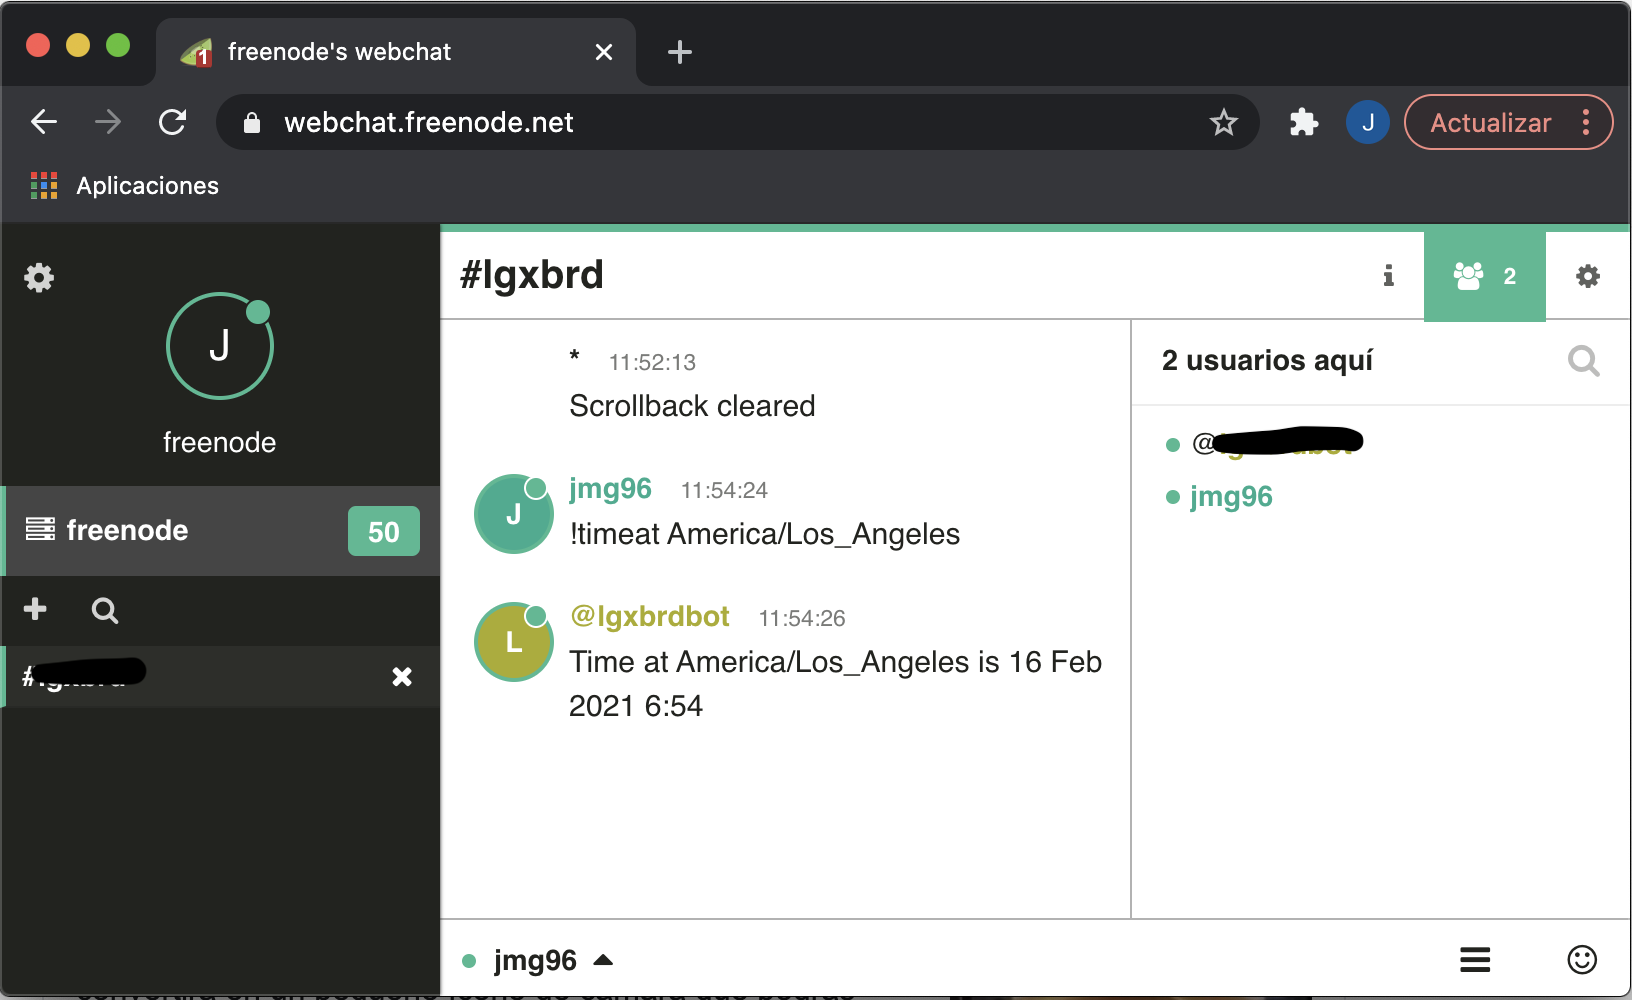 1 freenode's webchat
webchat.freenode.net
J
Actualizar
Aplicaciones
J
freenode
freenode 50
#
#lgxbrd
2
* 11:52:13
Scrollback cleared
J
jmg96 11:54:24
!timeat America/Los_Angeles
L
@lgxbrdbot 11:54:26
Time at America/Los_Angeles is 16 Feb
2021 6:54
2 usuarios aquí
@
jmg96
jmg96